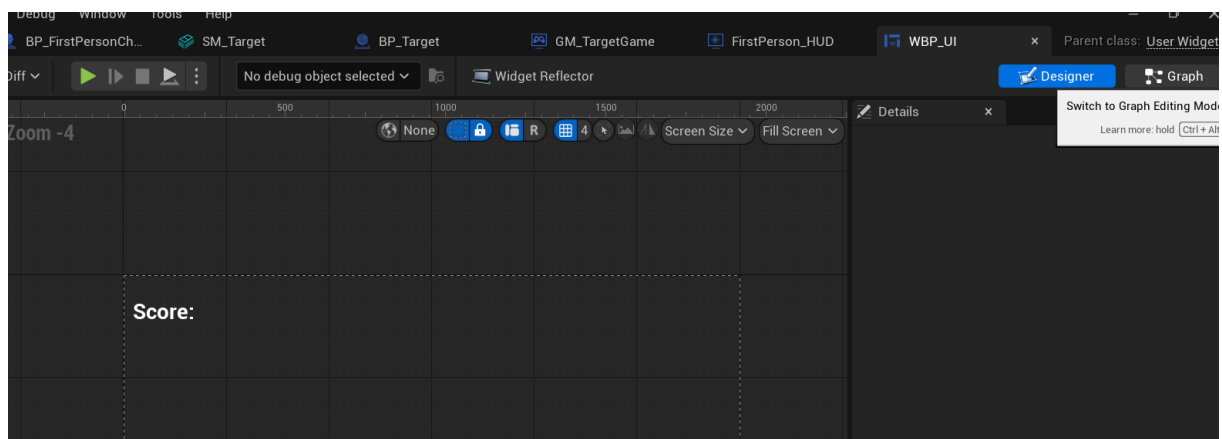 Debug Window Tools Help
BP_FirstPersonCh... SM_Target BP_Target GM_TargetGame FirstPerson_HUD WBP_UI Parent class: User Widget
Diff No debug object selected Widget Reflector Designer Graph
0 500 1000 1500 2000
Details
Switch to Graph Editing Mode
Zoom -4 None R 4 Screen Size Fill Screen
Learn more: hold Ctrl + Alt
Score: